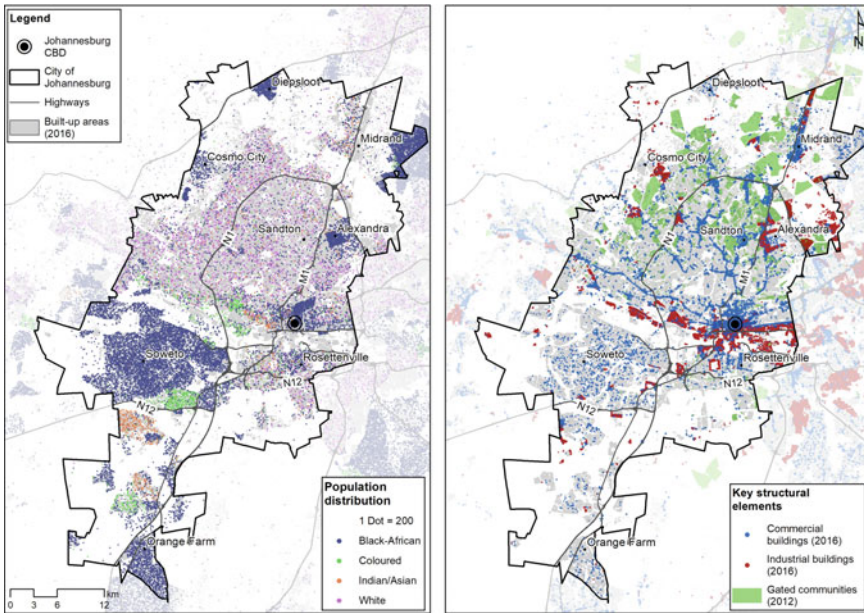 Legend
Johannesburg
CBD
City of
Johannesburg
Highways
Built-up areas
(2016)
Diepsloot
Midrand
Cosmo City
N1
Sandton
Alexandra
M1
Soweto
Rosettenville
N12
N12
Orange Farm
Population
distribution
1 Dot = 200
Black-African
Coloured
Indian/Asian
White
km
0 3 6 12
N
Diepsloot
Midrand
Cosmo City
N1
Sandton
Alexandra
M1
Soweto
Rosettenville
N12
N12
Orange Farm
Key structural
elements
Commercial
buildings (2016)
Industrial buildings
(2016)
Gated communities
(2012)